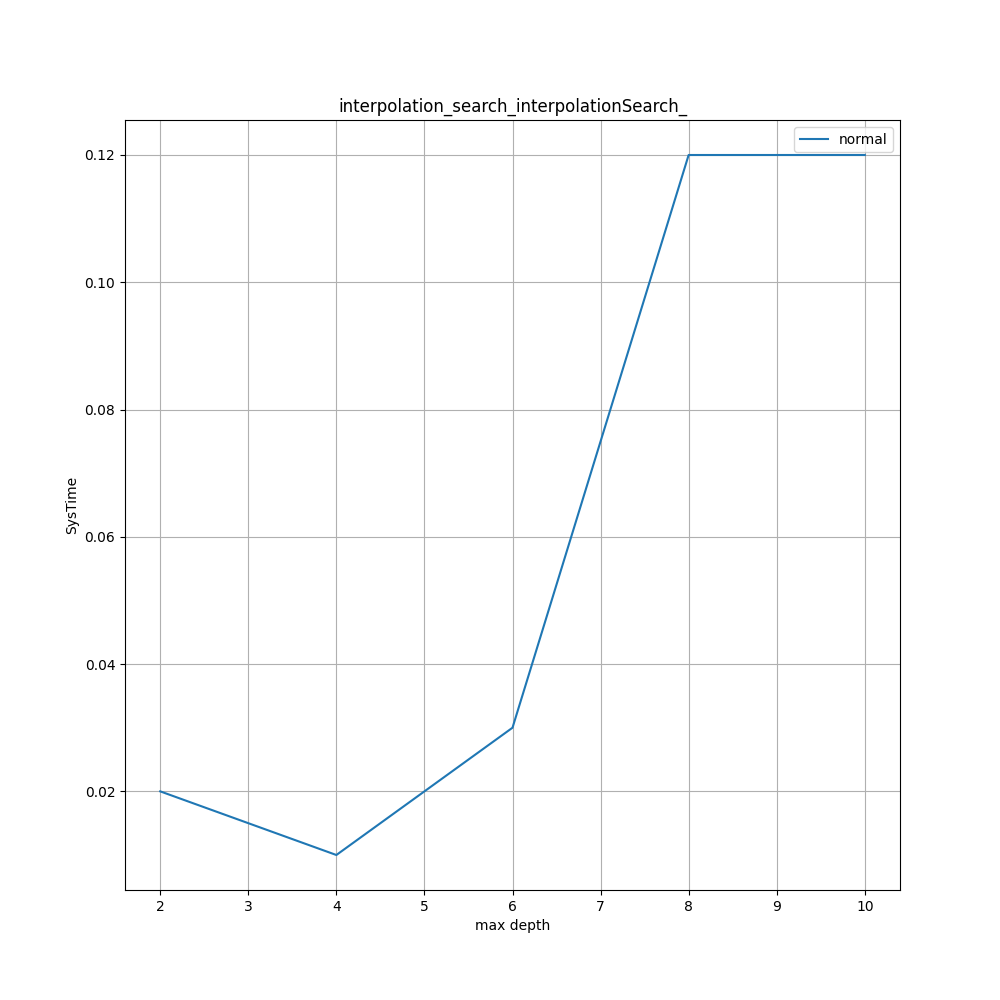 interpolation_search_interpolationSearch_
normal
0.12
0.10
0.08
0.06
0.04
0.02
SysTime
2 3 4 5 6 7 8 9 10
max depth